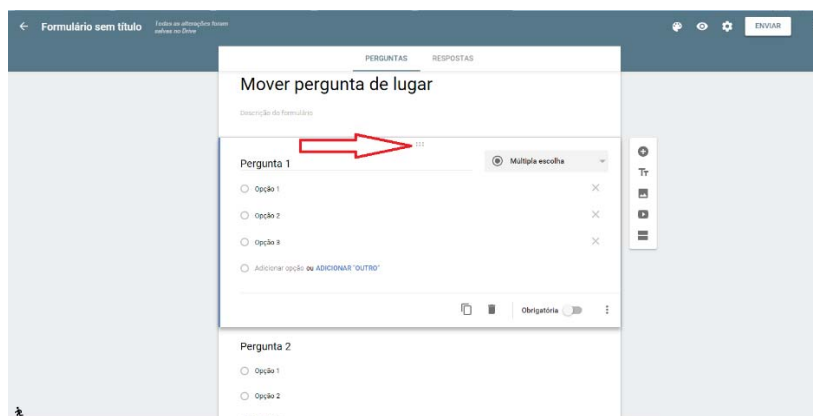 Formulário sem título
Todas as alterações foram
salvas no Drive
ENVIAR
PERGUNTAS RESPOSTAS
Mover pergunta de lugar
Descrição do formulário
Pergunta 1
Múltipla escolha
Opção 1
Opção 2
Opção 3
Adicionar opção ou ADICIONAR "OUTRO"
Obrigatória
Pergunta 2
Opção 1
Opção 2